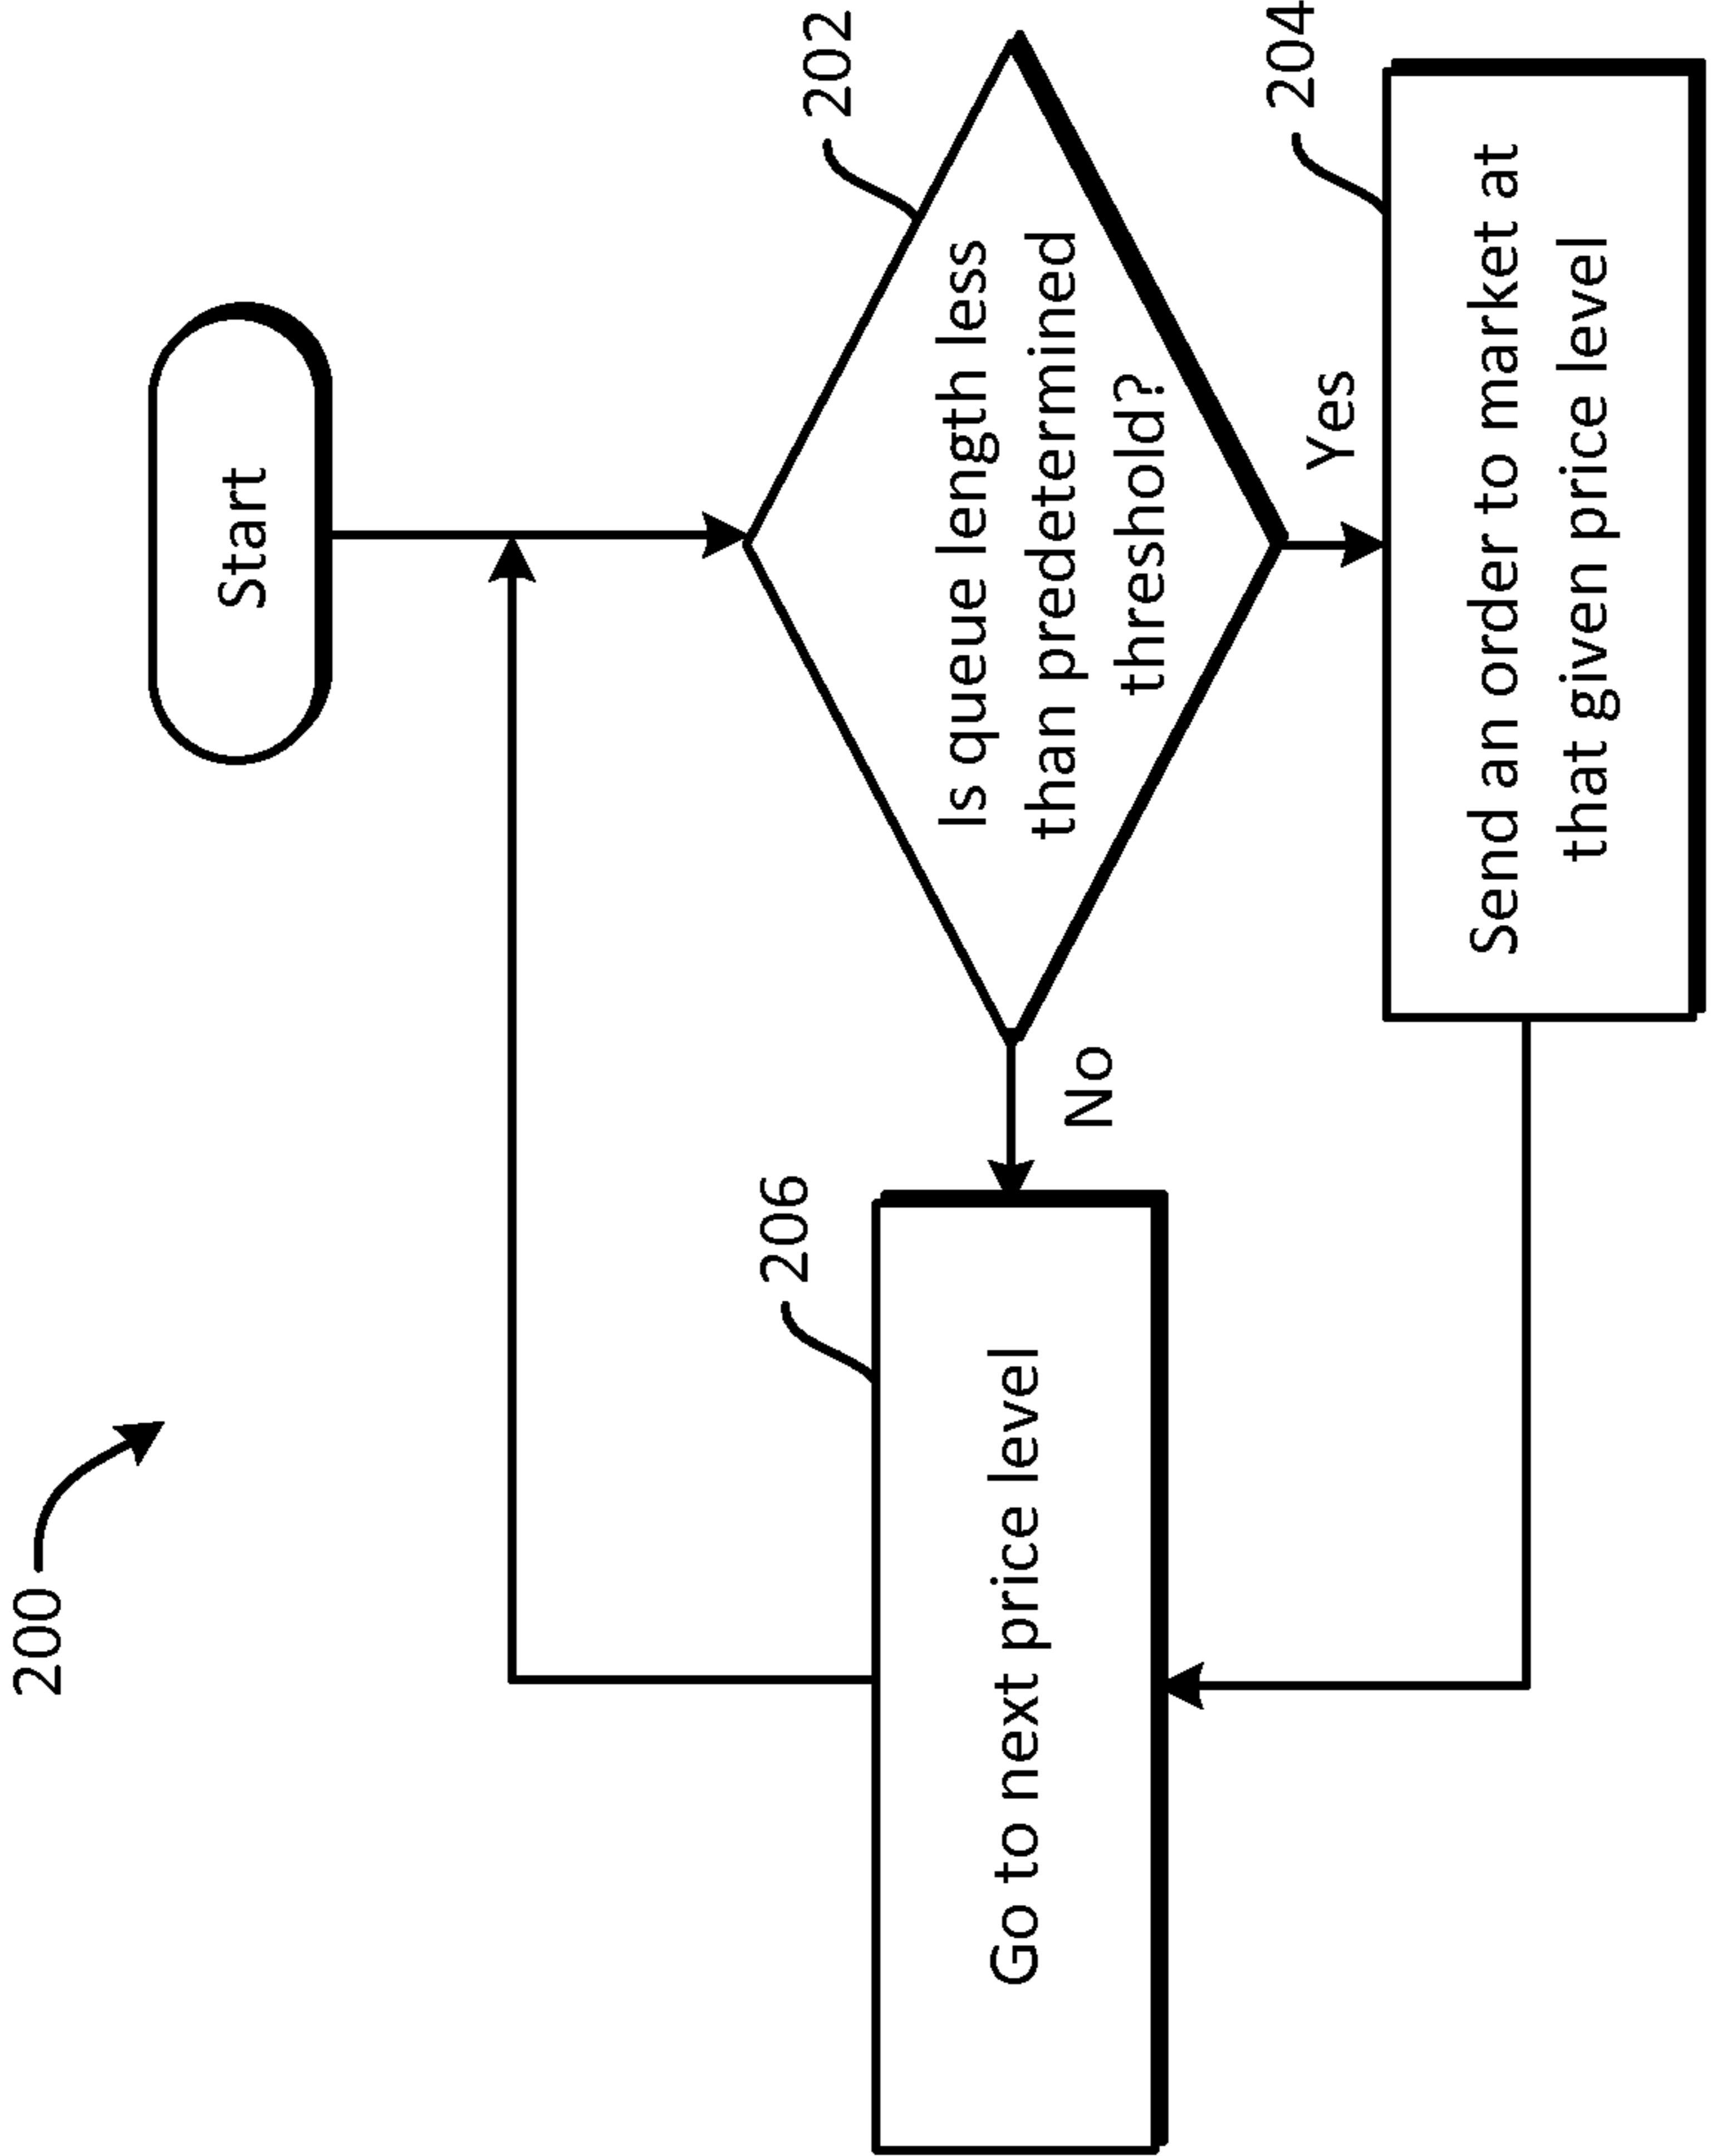 200
Start
202
Is queue length less
than predetermined
threshold?
206
Go to next price level
No
Yes
204
Send an order to market at
that given price level